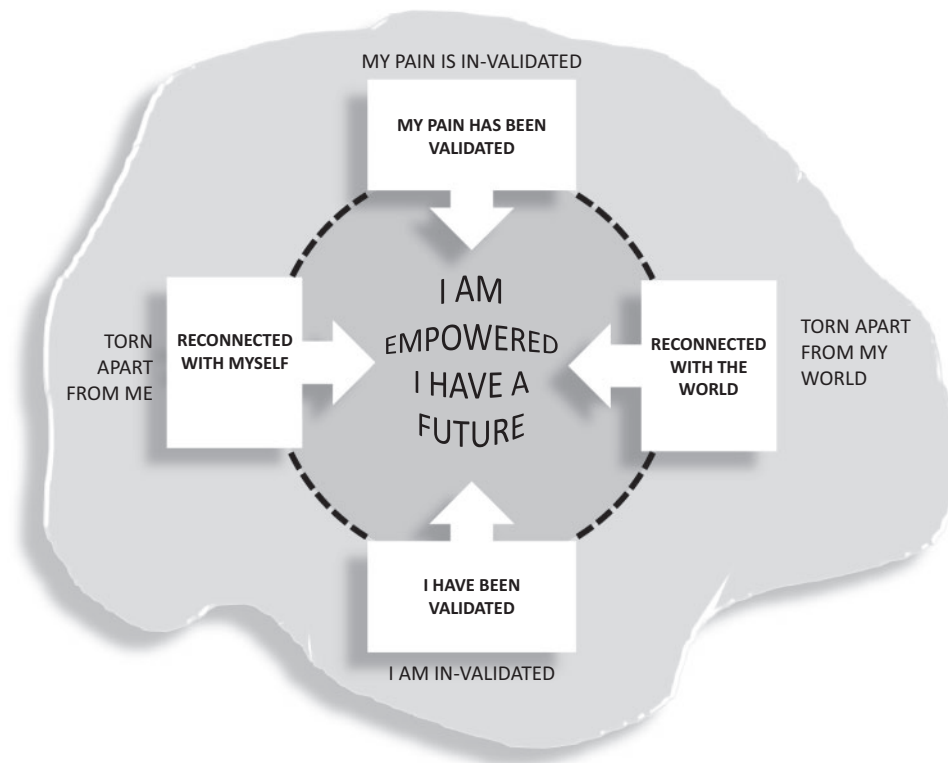 MY PAIN IS IN-VALIDATED
MY PAIN HAS BEEN
VALIDATED
TORN
APART
FROM ME
RECONNECTED
WITH MYSELF
I AM
EMPOWERED
I HAVE A
FUTURE
RECONNECTED
WITH THE
WORLD
TORN APART
FROM MY
WORLD
I HAVE BEEN
VALIDATED
I AM IN-VALIDATED